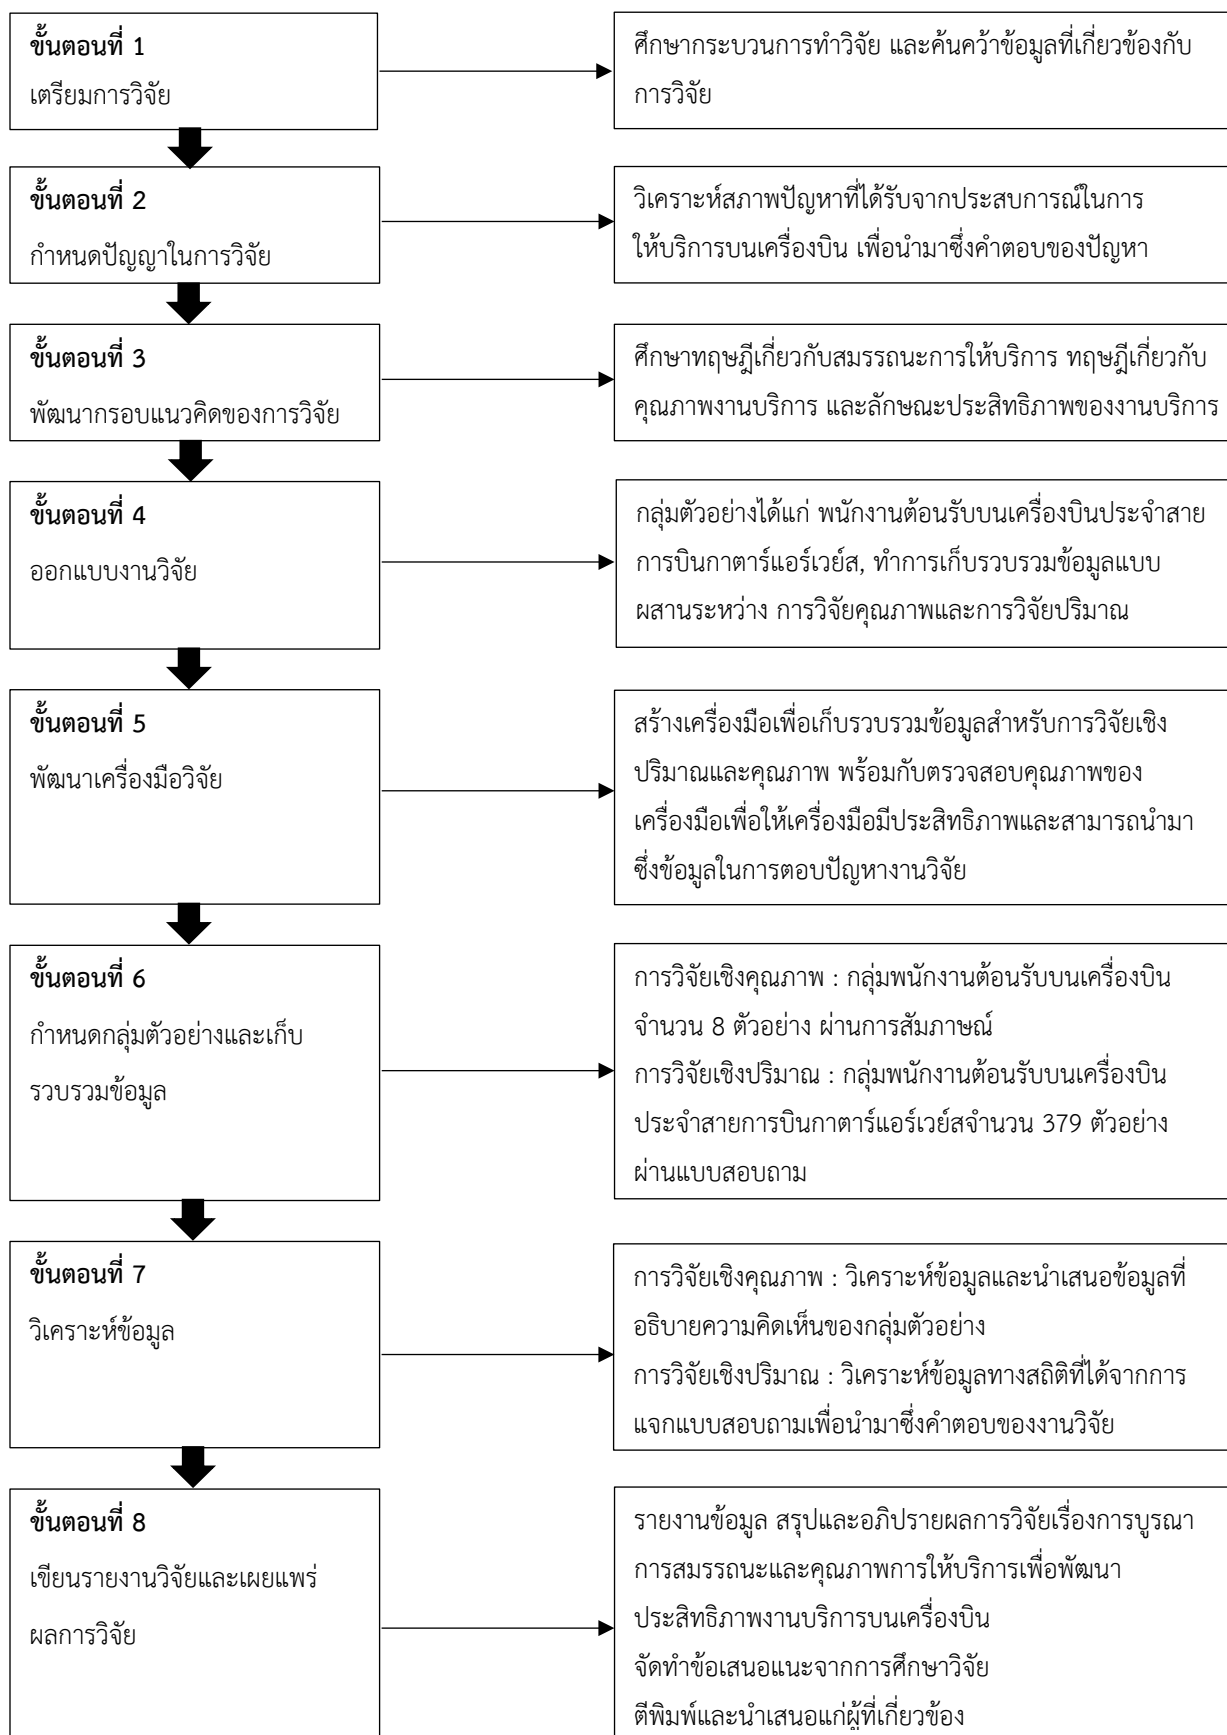 ขั้นตอนที่ 1
เตรียมการวิจัย
ศึกษากระบวนการทำวิจัย และค้นคว้าข้อมูลที่เกี่ยวข้องกับ
การวิจัย
ขั้นตอนที่ 2
กำหนดปัญญาในการวิจัย
วิเคราะห์สภาพปัญหาที่ได้รับจากประสบการณ์ในการ
ให้บริการบนเครื่องบิน เพื่อนำมาซึ่งคำตอบของปัญหา
ขั้นตอนที่ 3
พัฒนากรอบแนวคิดของการวิจัย
ศึกษาทฤษฎีเกี่ยวกับสมรรถนะการให้บริการ ทฤษฎีเกี่ยวกับ
คุณภาพงานบริการ และลักษณะประสิทธิภาพของงานบริการ
ขั้นตอนที่ 4
ออกแบบงานวิจัย
กลุ่มตัวอย่างได้แก่ พนักงานต้อนรับบนเครื่องบินประจำสาย
การบินกาตาร์แอร์เวย์ส, ทำการเก็บรวบรวมข้อมูลแบบ
ผสานระหว่าง การวิจัยคุณภาพและการวิจัยปริมาณ
ขั้นตอนที่ 5
พัฒนาเครื่องมือวิจัย
สร้างเครื่องมือเพื่อเก็บรวบรวมข้อมูลสำหรับการวิจัยเชิง
ปริมาณและคุณภาพ พร้อมกับตรวจสอบคุณภาพของ
เครื่องมือเพื่อให้เครื่องมือมีประสิทธิภาพและสามารถนำมา
ซึ่งข้อมูลในการตอบปัญหางานวิจัย
ขั้นตอนที่ 6
กำหนดกลุ่มตัวอย่างและเก็บ
รวบรวมข้อมูล
การวิจัยเชิงคุณภาพ : กลุ่มพนักงานต้อนรับบนเครื่องบิน
จำนวน 8 ตัวอย่าง ผ่านการสัมภาษณ์
การวิจัยเชิงปริมาณ : กลุ่มพนักงานต้อนรับบนเครื่องบิน
ประจำสายการบินกาตาร์แอร์เวย์สจำนวน 379 ตัวอย่าง
ผ่านแบบสอบถาม
ขั้นตอนที่ 7
วิเคราะห์ข้อมูล
การวิจัยเชิงคุณภาพ : วิเคราะห์ข้อมูลและนำเสนอข้อมูลที่
อธิบายความคิดเห็นของกลุ่มตัวอย่าง
การวิจัยเชิงปริมาณ : วิเคราะห์ข้อมูลทางสถิติที่ได้จากการ
แจกแบบสอบถามเพื่อนำมาซึ่งคำตอบของงานวิจัย
ขั้นตอนที่ 8
เขียนรายงานวิจัยและเผยแพร่
ผลการวิจัย
รายงานข้อมูล สรุปและอภิปรายผลการวิจัยเรื่องการบูรณา
การสมรรถนะและคุณภาพการให้บริการเพื่อพัฒนา
ประสิทธิภาพงานบริการบนเครื่องบิน
จัดทำข้อเสนอแนะจากการศึกษาวิจัย
ตีพิมพ์และนำเสนอแก่ผู้ที่เกี่ยวข้อง